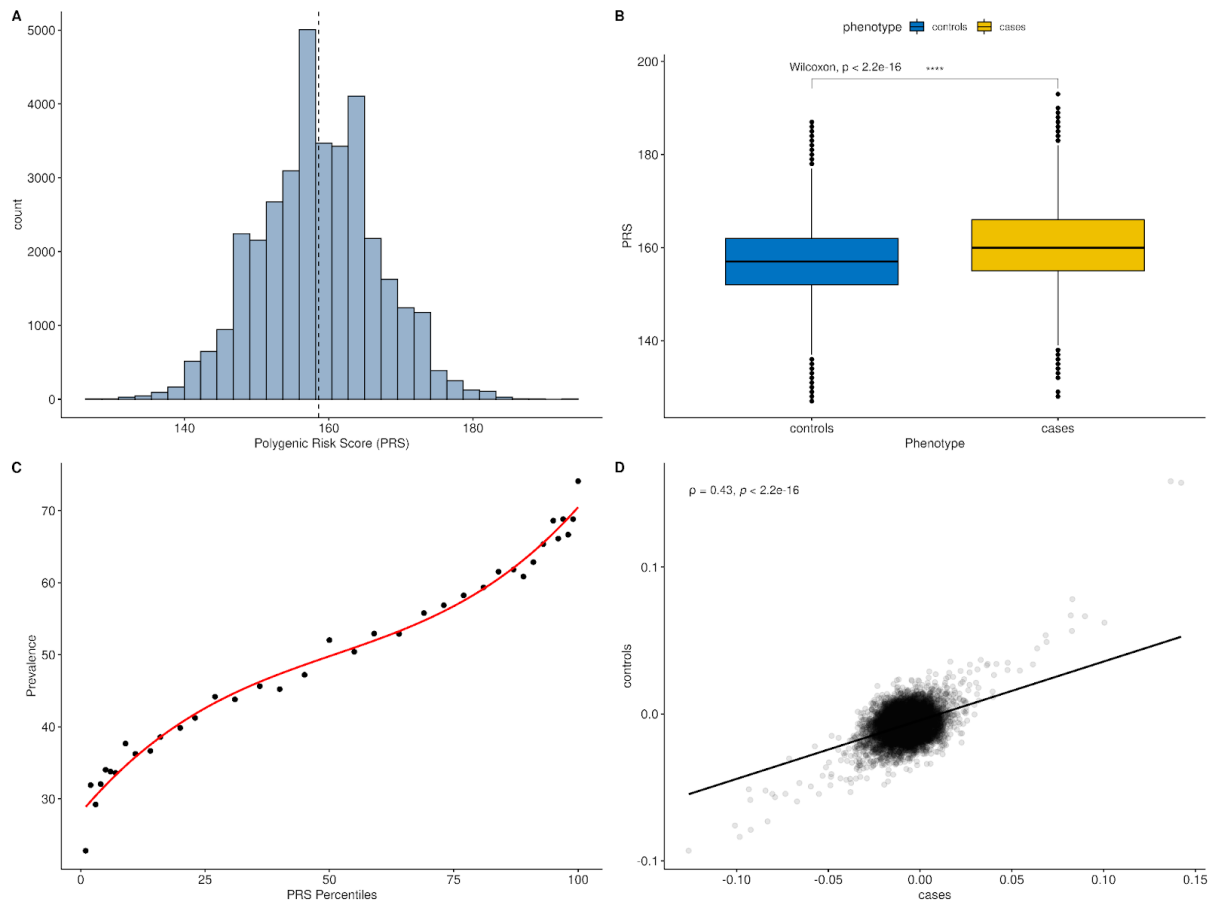 A
5000
4000
3000
2000
1000
0
count
140 160 180
Polygenic Risk Score (PRS)
B
phenotype controls cases
Wilcoxon, p < 2.2e-16 ****
200
180
160
140
PRS
controls cases
Phenotype
C
70
60
50
40
30
Prevalence
0 25 50 75 100
PRS Percentiles
D
ρ = 0.43, p < 2.2e-16
0.1
0.0
-0.1
controls
-0.10 -0.05 0.00 0.05 0.10 0.15
cases